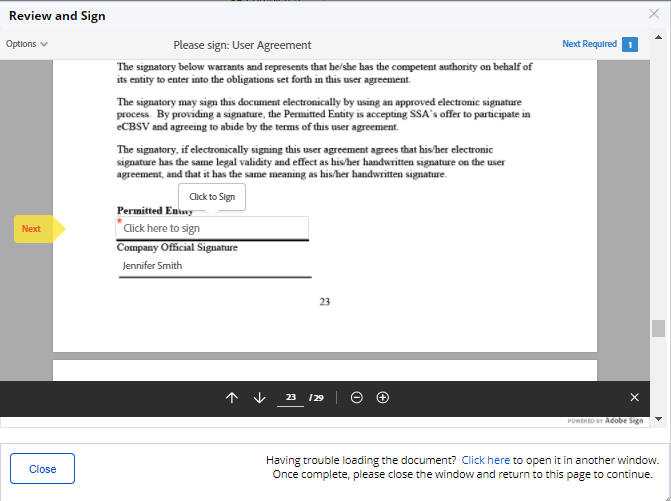 Review and Sign
Options
Please sign: User Agreement
Next Required 1
The signatory below warrants and represents that he/she has the competent authority on behalf of
its entity to enter into the obligations set forth in this user agreement.
The signatory may sign this document electronically by using an approved electronic signature
process. By providing a signature, the Permitted Entity is accepting SSA's offer to participate in
eCBSV and agreeing to abide by the terms of this user agreement.
The signatory, if electronically signing this user agreement agrees that his/her electronic
signature has the same legal validity and effect as his/her handwritten signature on the user
agreement, and that it has the same meaning as his/her handwritten signature.
Click to Sign
Permitted Entity
Next
* Click here to sign
Company Official Signature
Jennifer Smith
23
23 /29
POWERED BY Adobe Sign
Close
Having trouble loading the document? Click here to open it in another window.
Once complete, please close the window and return to this page to continue.